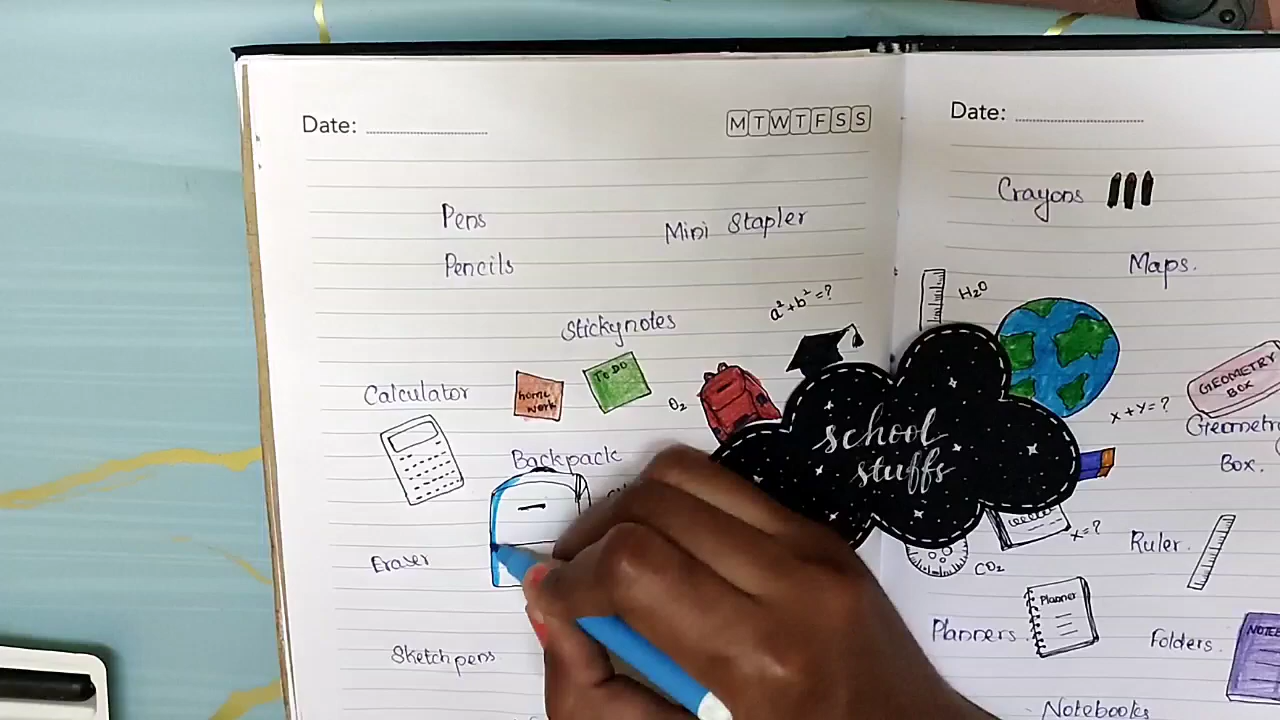 Date:
M T W T F S S
Pens
Mini Stapler
Pencils
a²+b²=?
Stickynotes
To DO
Calculator
home
work
O₂
Backpack
Eraser
Sketchpens
school
stuffs
Date:
Crayons
Maps.
H₂O
GEOMETRY
BOX
x+y=?
Geometry
Box.
x=?
Ruler.
CO₂
Planner
Planners.
Folders.
Notebooks